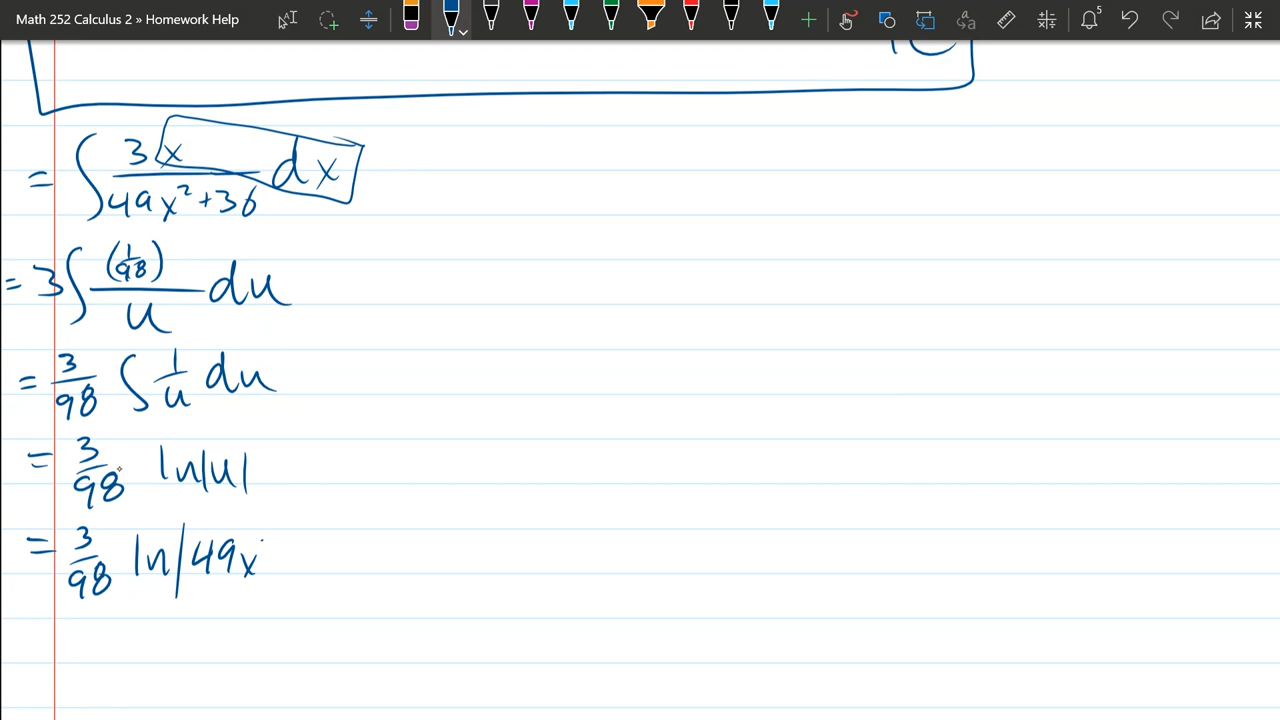 Math 252 Calculus 2 » Homework Help
5
+C
= ∫ 3x / 49x² + 36 dx
= 3 ∫ (1/98) / u du
= 3/98 ∫ 1/u du
= 3/98 ln|u|
= 3/98 ln|49x